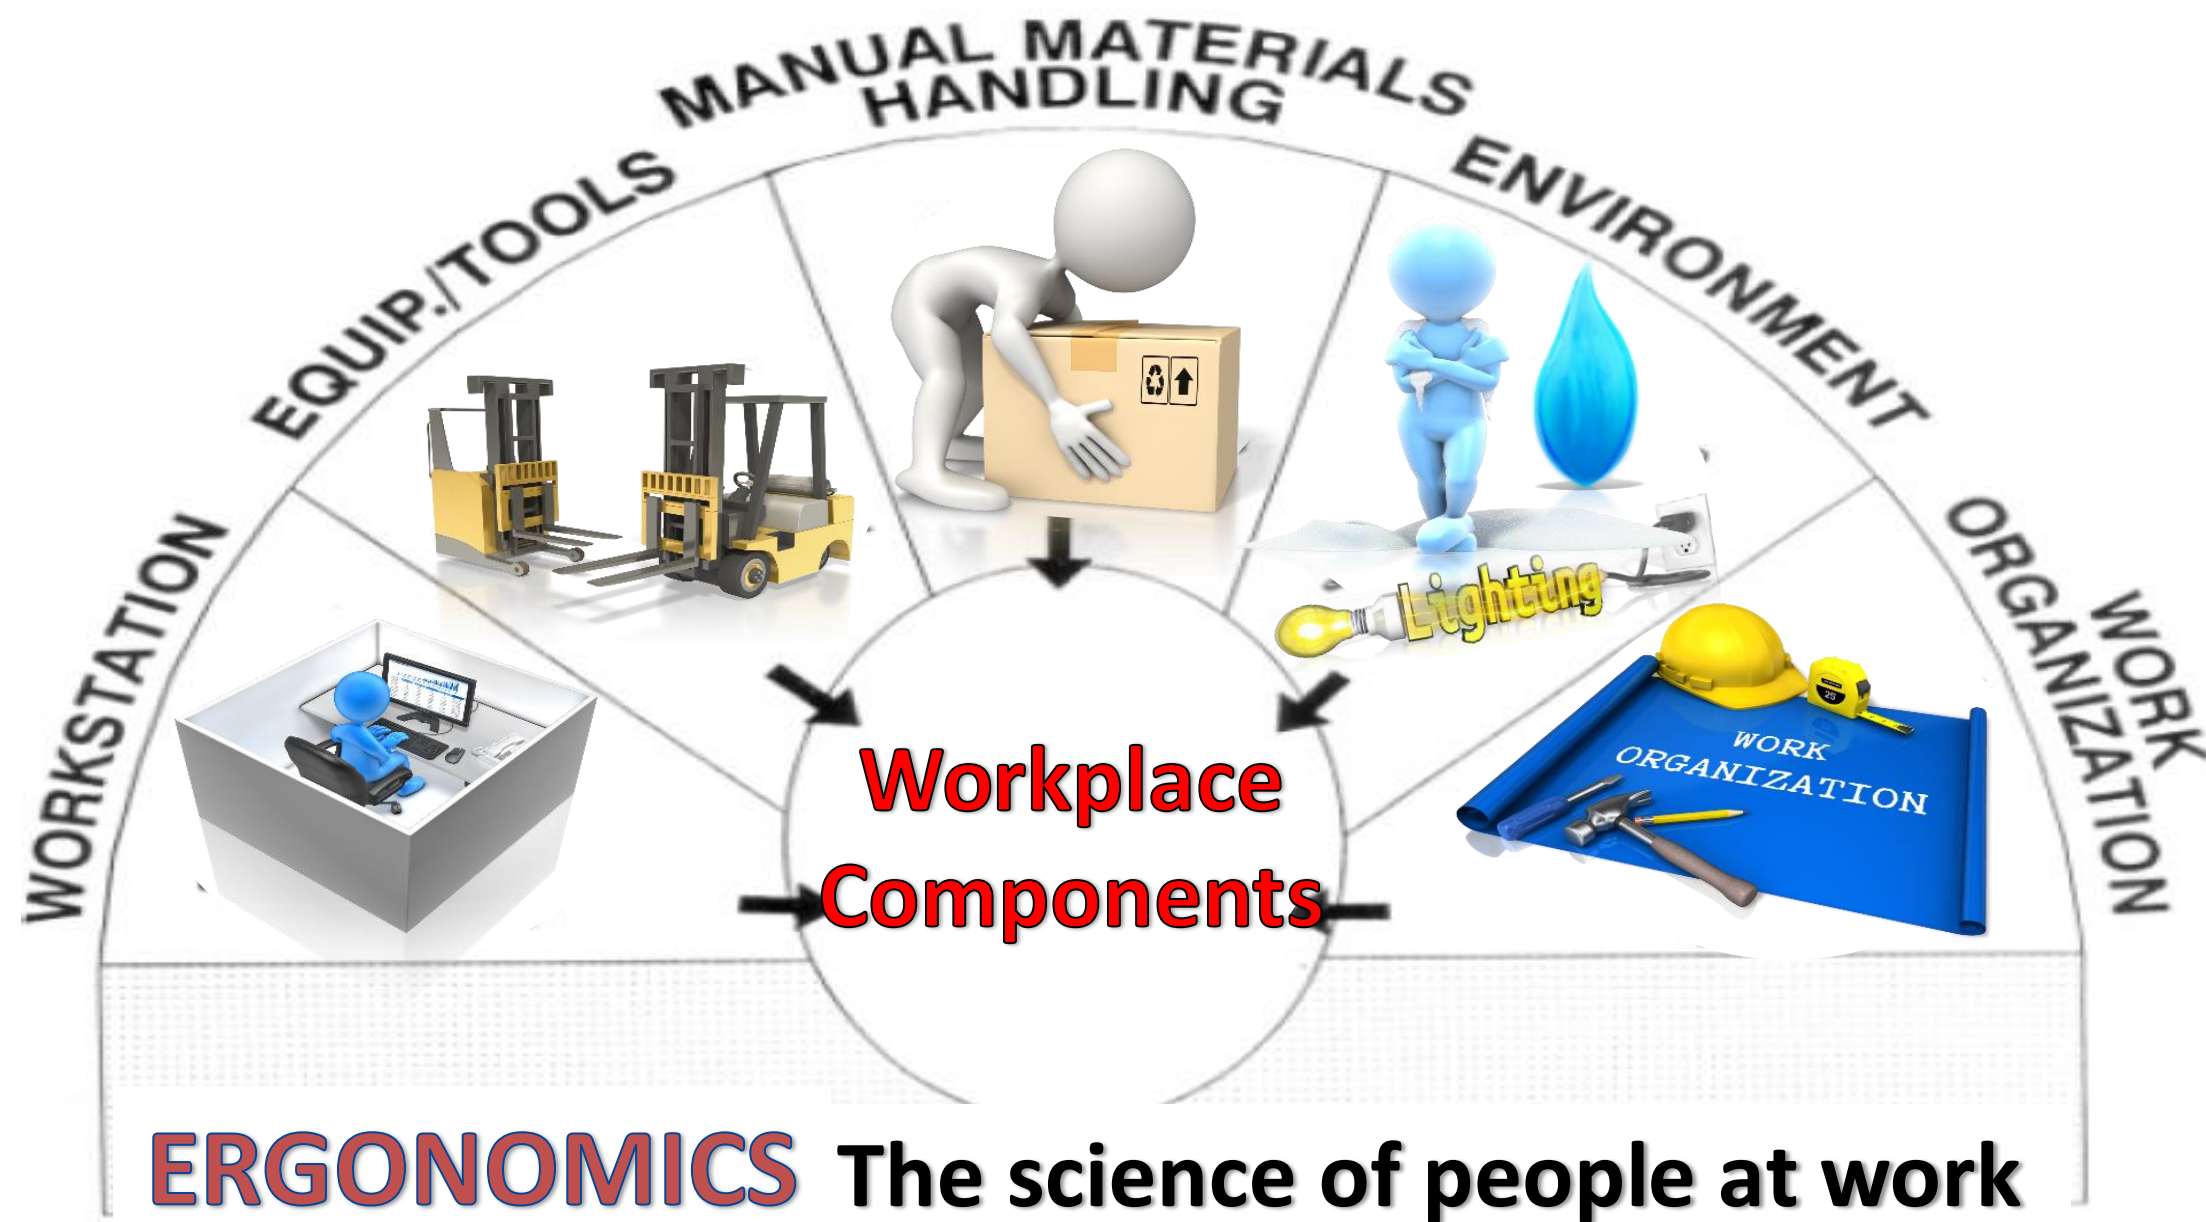 MANUAL MATERIALS
HANDLING
EQUIP./TOOLS
ENVIRONMENT
WORKSTATION
WORK
ORGANIZATION
Lighting
25
WORK
ORGANIZATION
Workplace
Components
ERGONOMICS The science of people at work